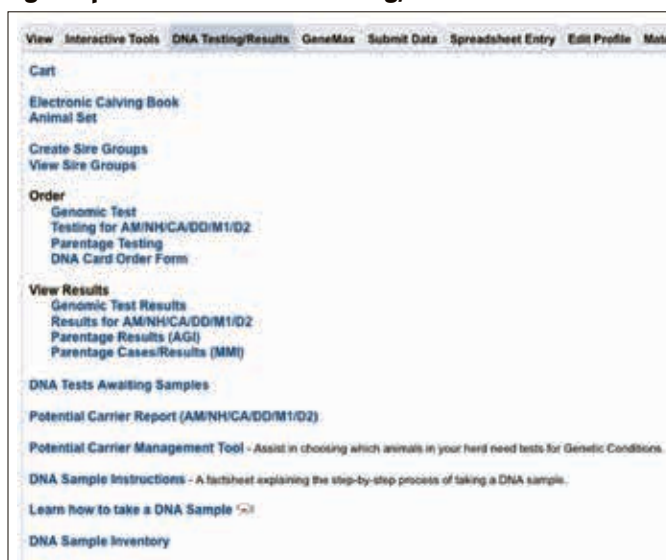 View Interactive Tools DNA Testing/Results GeneMax Submit Data Spreadsheet Entry Edit Profile
Cart
Electronic Calving Book
Animal Set
Create Sire Groups
View Sire Groups
Order
Genomic Test
Testing for AM/NH/CA/DD/M1/D2
Parentage Testing
DNA Card Order Form
View Results
Genomic Test Results
Results for AM/NH/CA/DD/M1/D2
Parentage Results (AGI)
Parentage Cases/Results (MMI)
DNA Tests Awaiting Samples
Potential Carrier Report (AM/NH/CA/DD/M1/D2)
Potential Carrier Management Tool - Assist in choosing which animals in your herd need tests for Genetic Conditions.
DNA Sample Instructions - A factsheet explaining the step-by-step process of taking a DNA sample.
Learn how to take a DNA Sample
DNA Sample Inventory